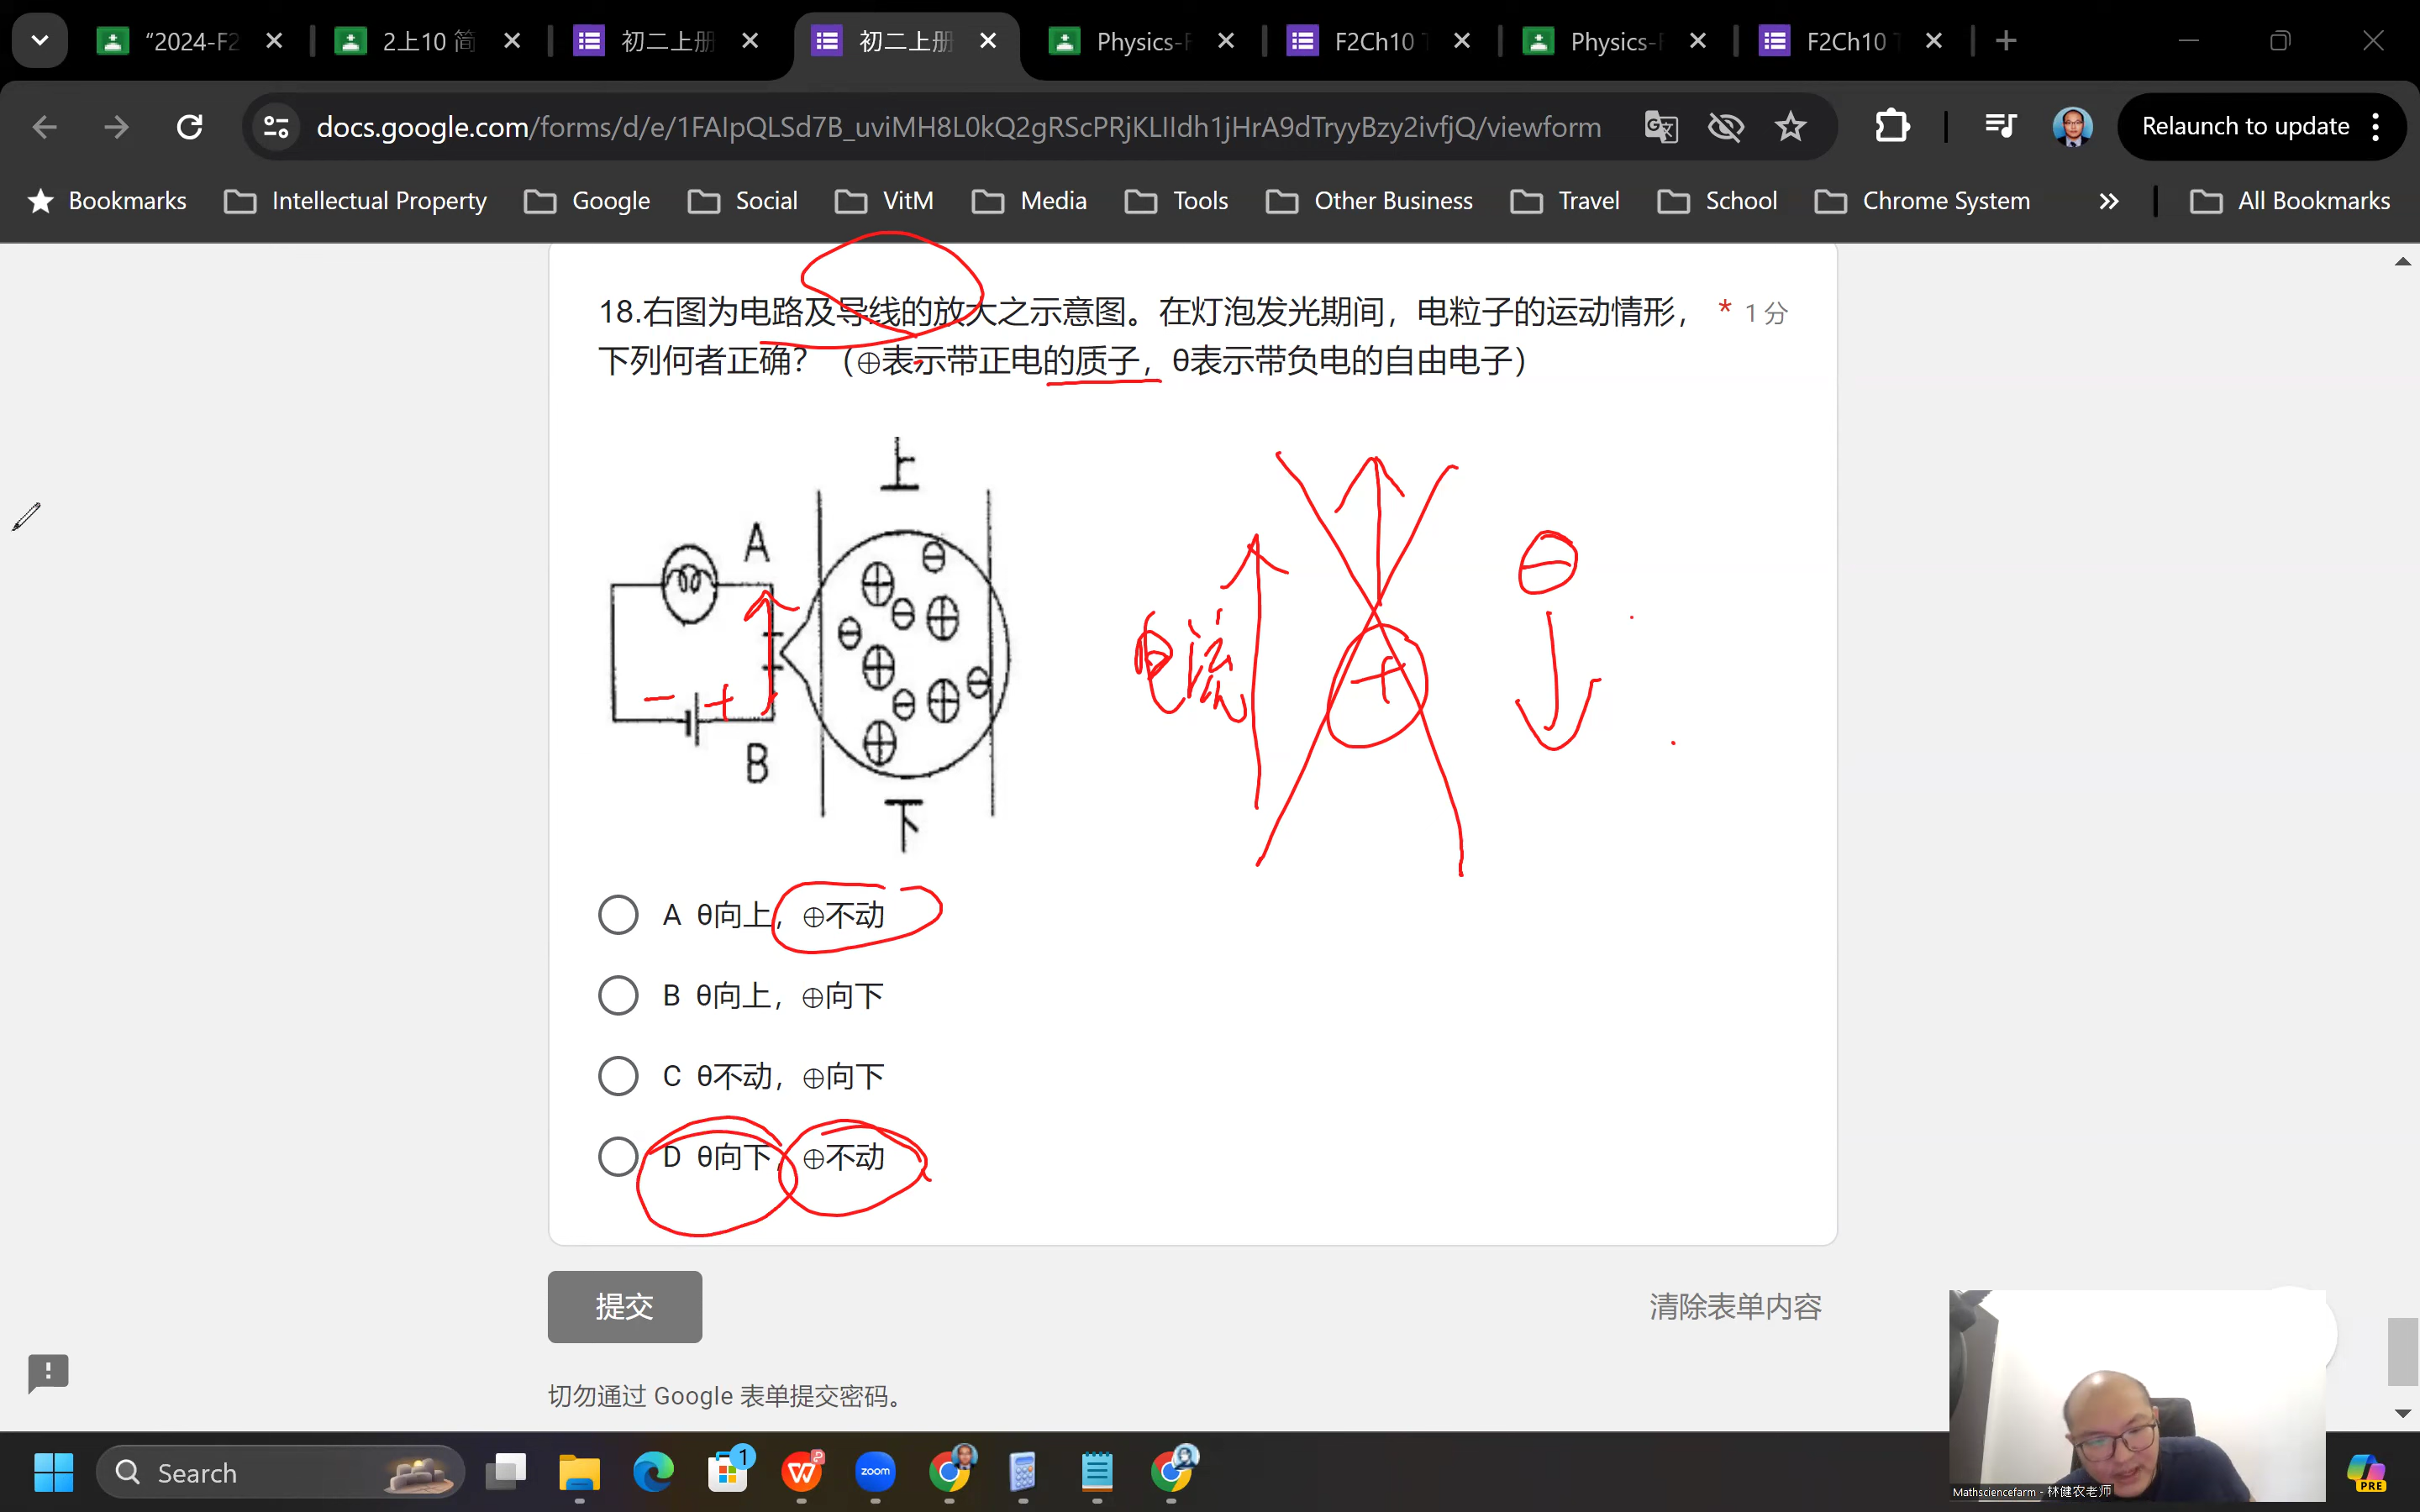 “2024-F2
2上10 简
初二上册
初二上册
Physics-F
F2Ch10 T
Physics-F
F2Ch10 T
docs.google.com/forms/d/e/1FAIpQLSd7B_uviMH8L0kQ2gRScPRjKLIIdh1jHrA9dTryyBzy2ivfjQ/viewform
Relaunch to update
Bookmarks
Intellectual Property
Google
Social
VitM
Media
Tools
Other Business
Travel
School
Chrome System
All Bookmarks
18.右图为电路及导线的放大之示意图。在灯泡发光期间，电粒子的运动情形， * 1 分
下列何者正确？（⊕表示带正电的质子，θ表示带负电的自由电子）
上
A
B
下
− +
电流
+
⊖
A θ向上，⊕不动
B θ向上，⊕向下
C θ不动，⊕向下
D θ向下，⊕不动
提交
清除表单内容
切勿通过 Google 表单提交密码。
Mathsciencefarm - 林健农老师
Search
1
zoom
PRE